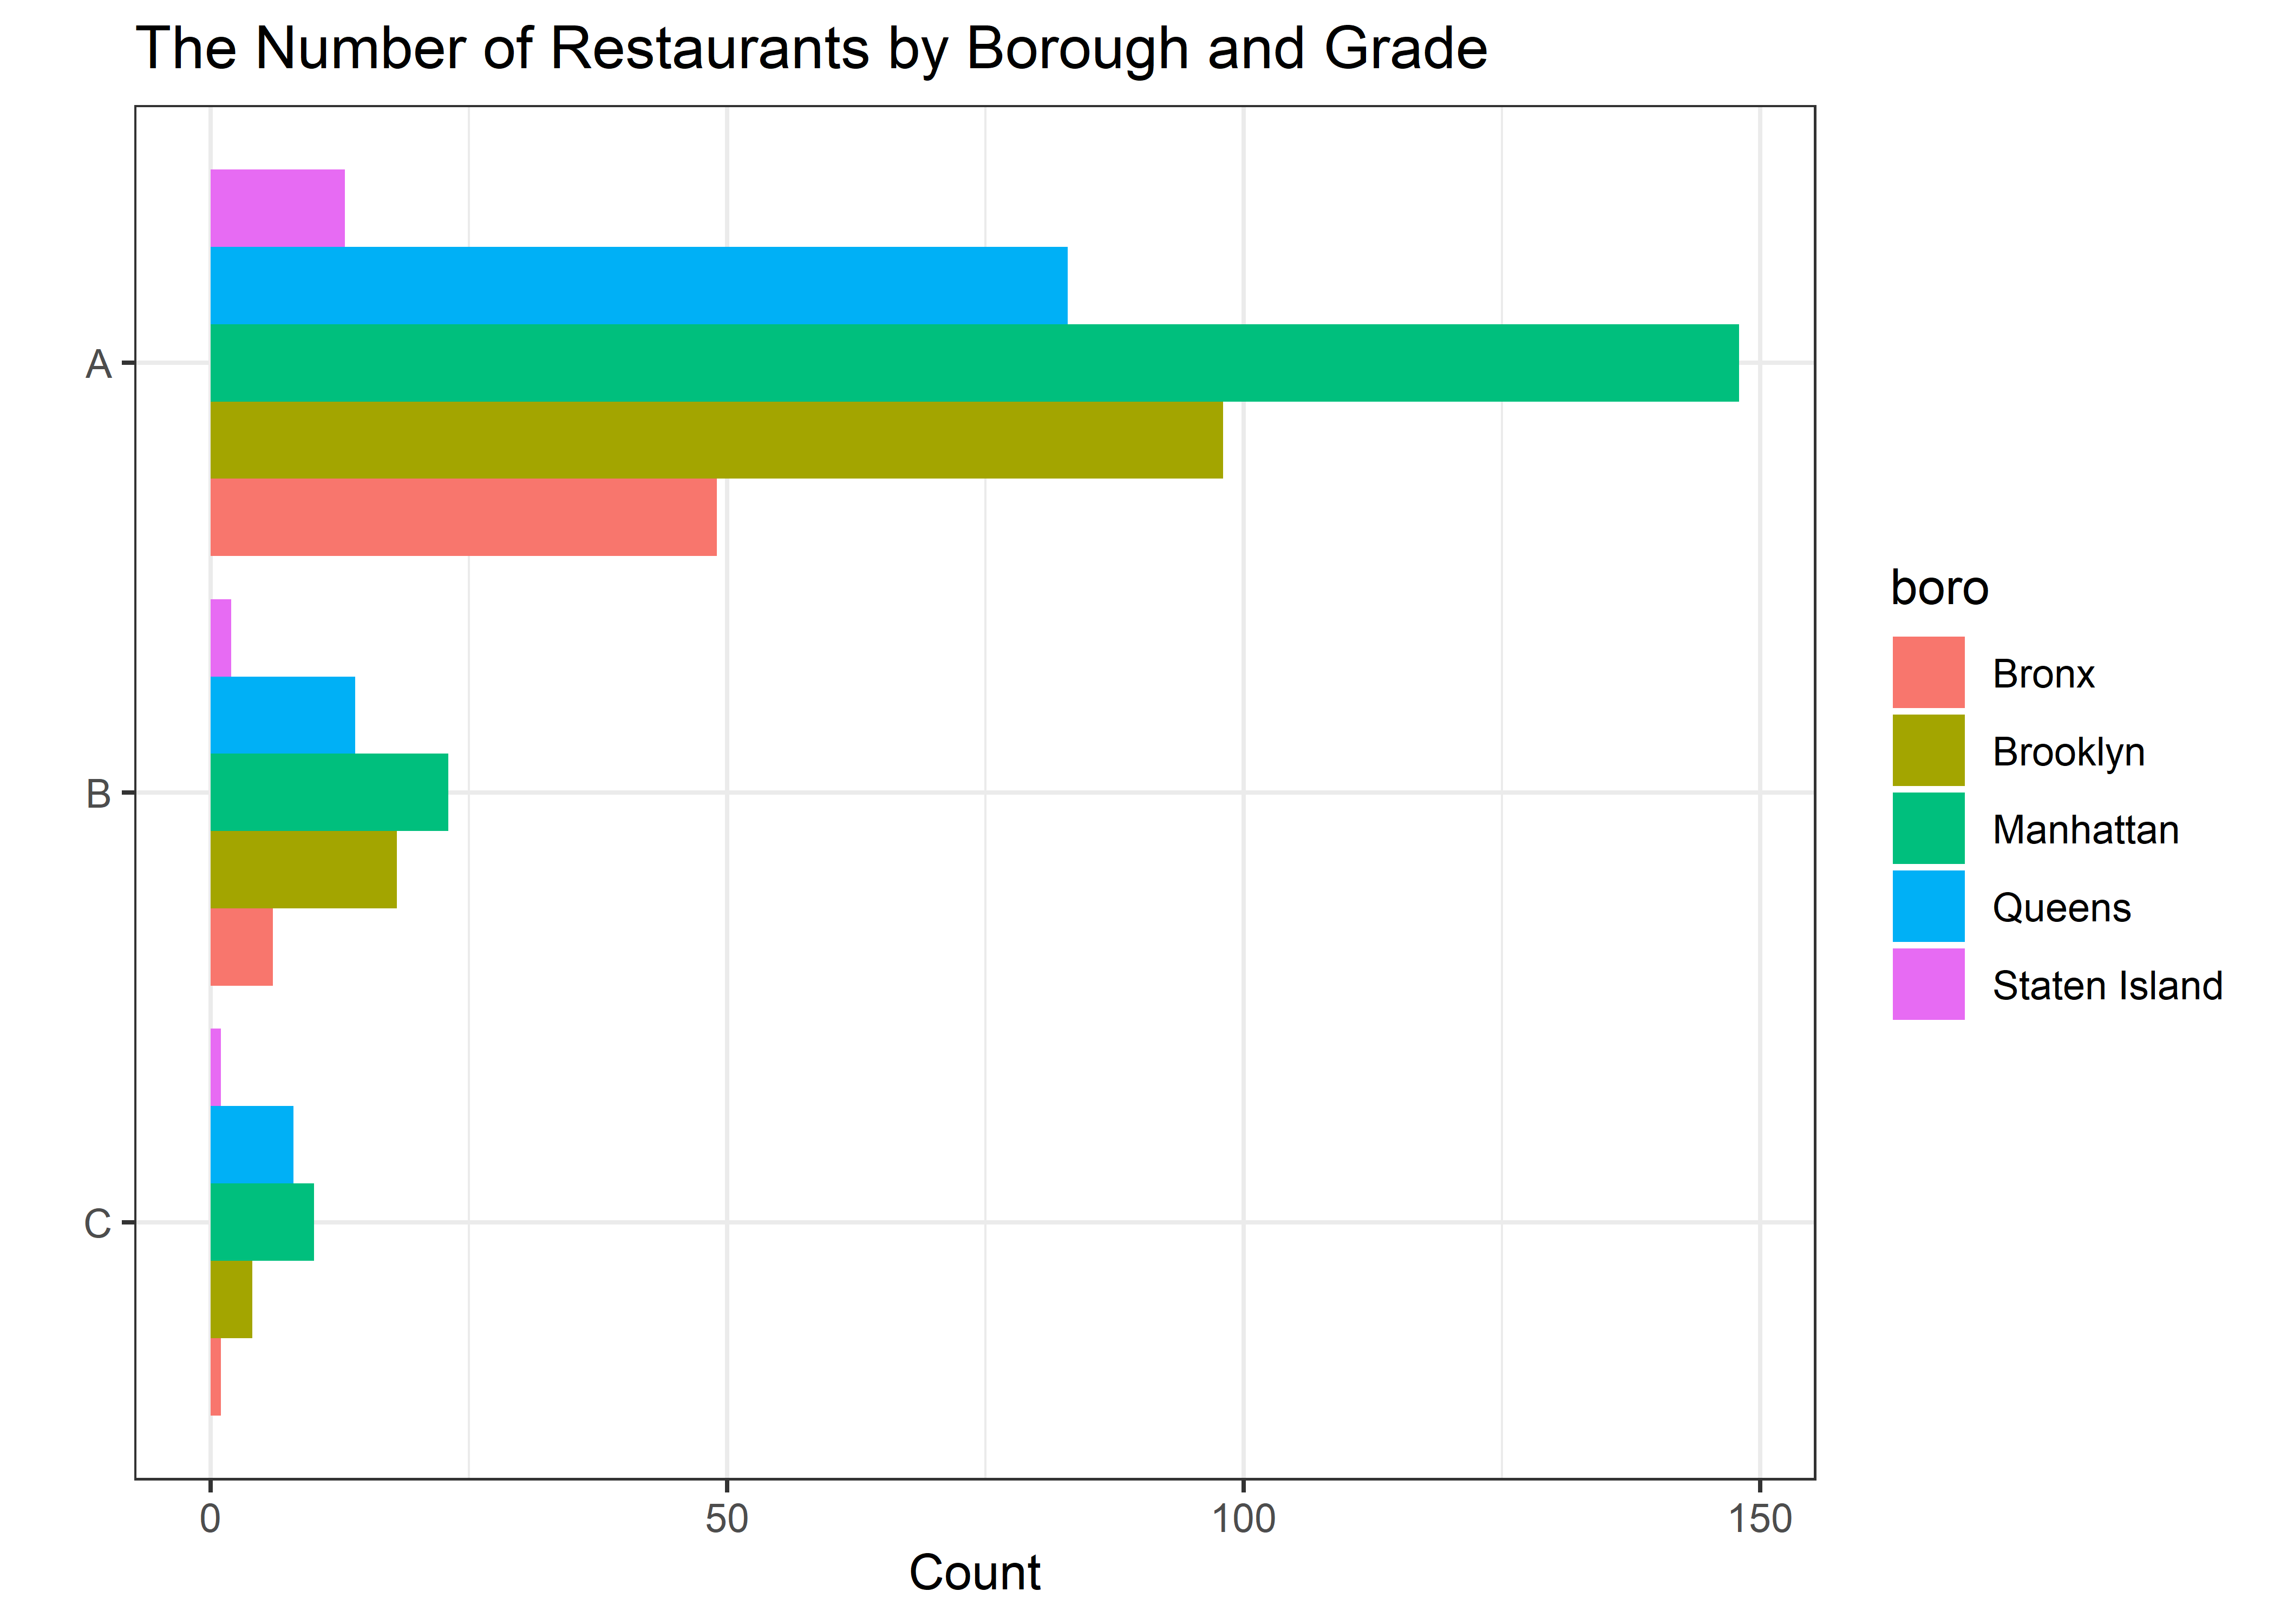 The Number of Restaurants by Borough and Grade
A
B
C
0 50 100 150
Count
boro
Bronx
Brooklyn
Manhattan
Queens
Staten Island